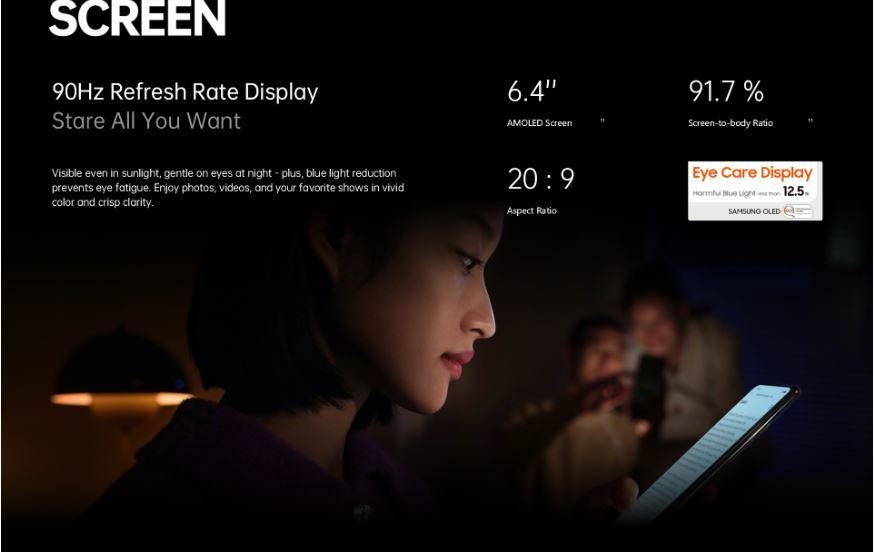 SCREEN
90Hz Refresh Rate Display
Stare All You Want
Visible even in sunlight, gentle on eyes at night - plus, blue light reduction
prevents eye fatigue. Enjoy photos, videos, and your favorite shows in vivid
color and crisp clarity.
6.4''
AMOLED Screen "
91.7 %
Screen-to-body Ratio "
20 : 9
Aspect Ratio
Eye Care Display
Harmful Blue Light less than 12.5%
SAMSUNG OLED